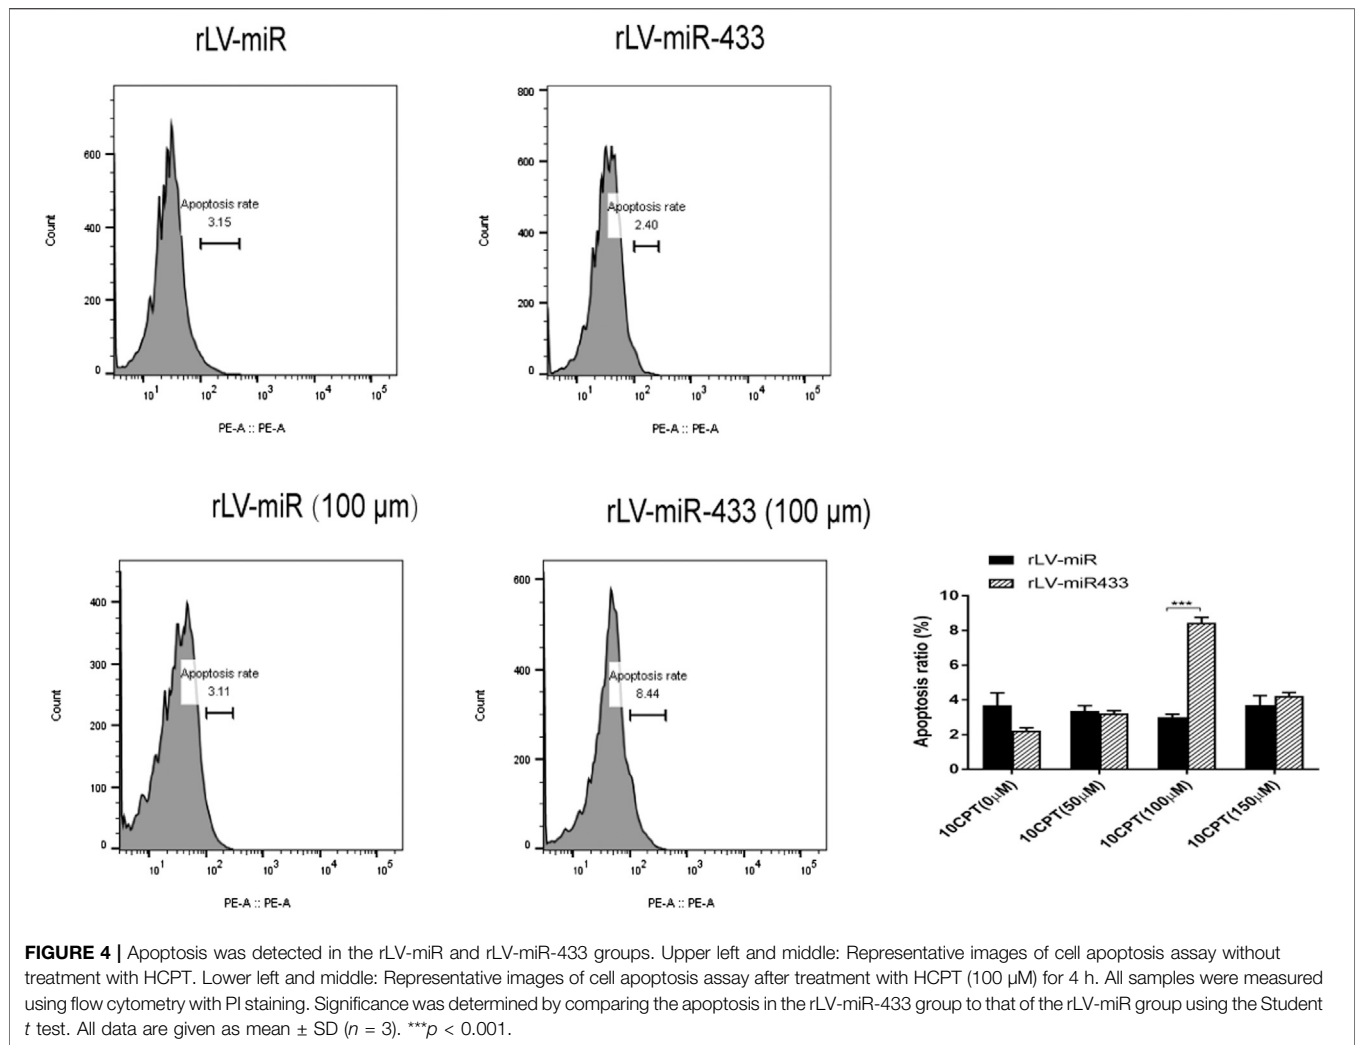 rLV-miR
600
400
200
0
Count
Apoptosis rate
3.15
10¹ 10² 10³ 10⁴ 10⁵
PE-A :: PE-A
rLV-miR-433
800
600
400
200
0
Count
Apoptosis rate
2.40
10¹ 10² 10³ 10⁴ 10⁵
PE-A :: PE-A
rLV-miR (100 µm)
400
300
200
100
0
Count
Apoptosis rate
3.11
10¹ 10² 10³ 10⁴ 10⁵
PE-A :: PE-A
rLV-miR-433 (100 µm)
600
400
200
0
Count
Apoptosis rate
8.44
10¹ 10² 10³ 10⁴ 10⁵
PE-A :: PE-A
rLV-miR
rLV-miR433
Apoptosis ratio (%)
10
8
6
4
2
0
***
10CPT(0µM)
10CPT(50µM)
10CPT(100µM)
10CPT(150µM)
FIGURE 4 | Apoptosis was detected in the rLV-miR and rLV-miR-433 groups. Upper left and middle: Representative images of cell apoptosis assay without
treatment with HCPT. Lower left and middle: Representative images of cell apoptosis assay after treatment with HCPT (100 µM) for 4 h. All samples were measured
using flow cytometry with PI staining. Significance was determined by comparing the apoptosis in the rLV-miR-433 group to that of the rLV-miR group using the Student
t test. All data are given as mean ± SD (n = 3). ***p < 0.001.